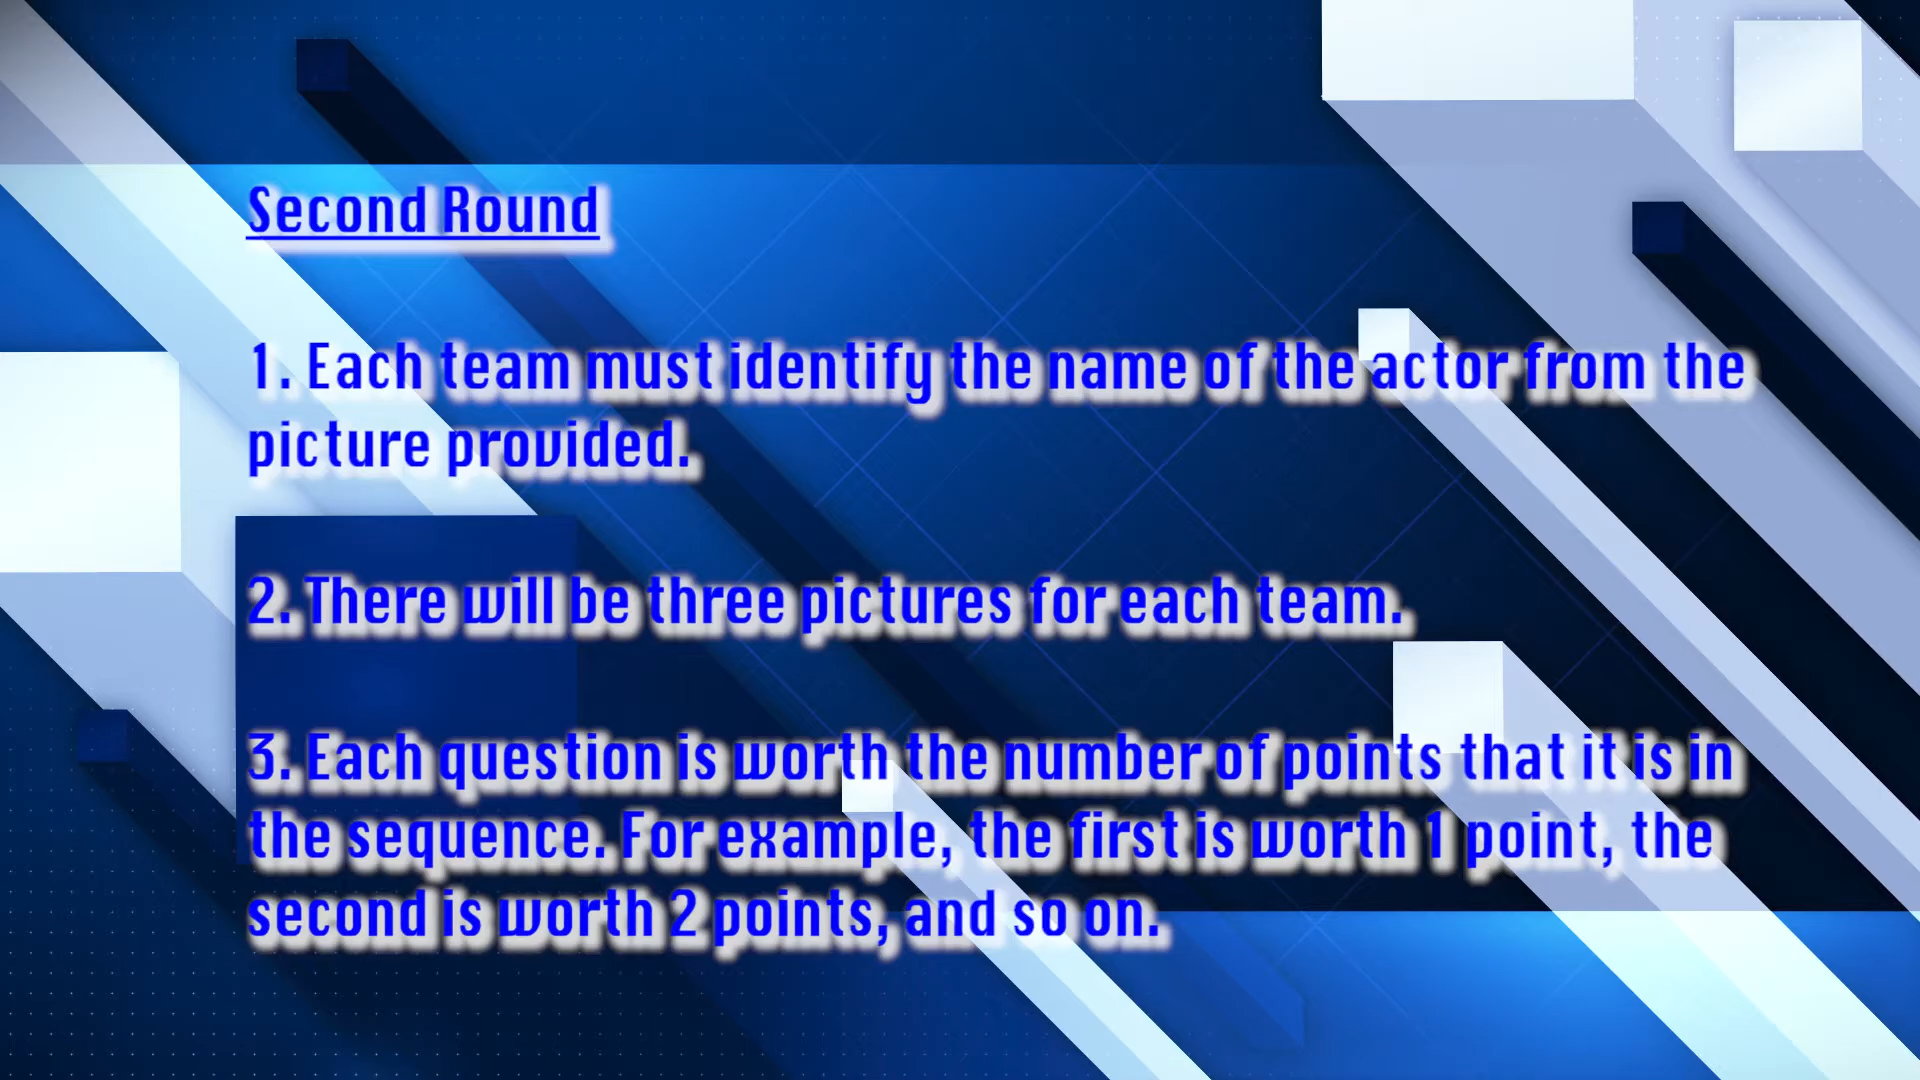 Second Round
1. Each team must identify the name of the actor from the
picture provided.
2. There will be three pictures for each team.
3. Each question is worth the number of points that it is in
the sequence. For example, the first is worth 1 point, the
second is worth 2 points, and so on.